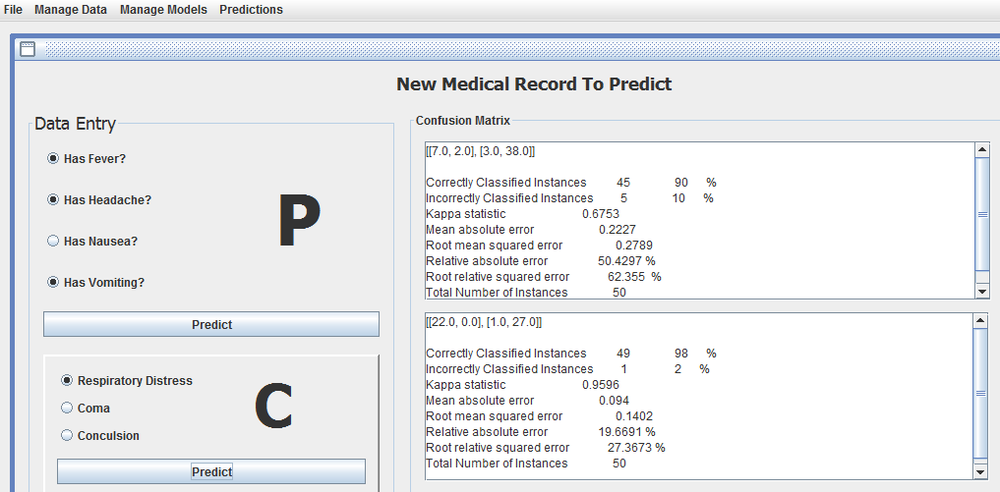 File Manage Data Manage Models Predictions
New Medical Record To Predict
Data Entry
Has Fever?
Has Headache?
Has Nausea?
Has Vomiting?
P
Predict
Respiratory Distress
Coma
Conculsion
C
Predict
Confusion Matrix
[[7.0, 2.0], [3.0, 38.0]]
Correctly Classified Instances 45 90 %
Incorrectly Classified Instances 5 10 %
Kappa statistic 0.6753
Mean absolute error 0.2227
Root mean squared error 0.2789
Relative absolute error 50.4297 %
Root relative squared error 62.355 %
Total Number of Instances 50
[[22.0, 0.0], [1.0, 27.0]]
Correctly Classified Instances 49 98 %
Incorrectly Classified Instances 1 2 %
Kappa statistic 0.9596
Mean absolute error 0.094
Root mean squared error 0.1402
Relative absolute error 19.6691 %
Root relative squared error 27.3673 %
Total Number of Instances 50